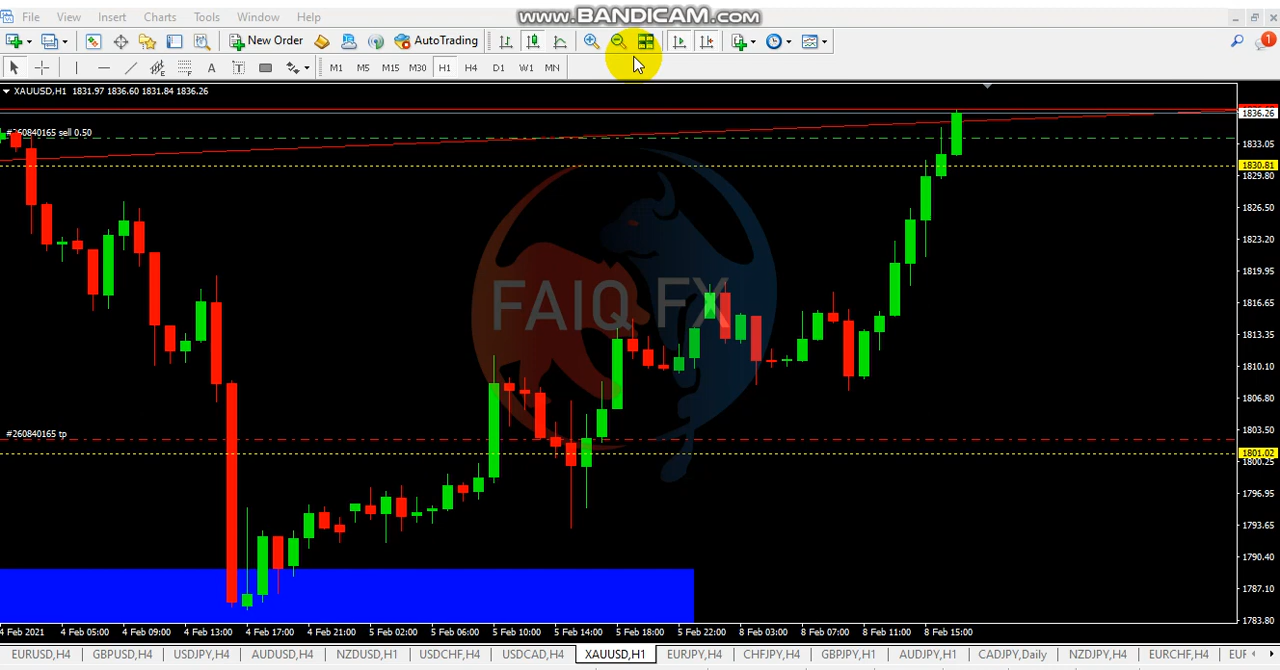 File View Insert Charts Tools Window Help
www.BANDICAM.com
New Order AutoTrading
1
A T M1 M5 M15 M30 H1 H4 D1 W1 MN
XAUUSD,H1 1831.97 1836.60 1831.84 1836.26
1836.26
#260840165 sell 0.50
1833.05
1830.81
1829.80
1826.50
1823.20
1819.95
FAIQ FX
1816.65
1813.35
1810.10
1806.80
1803.50
#260840165 tp
1801.02
1800.25
1796.95
1793.65
1790.40
1787.10
1783.80
4 Feb 2021 4 Feb 05:00 4 Feb 09:00 4 Feb 13:00 4 Feb 17:00 4 Feb 21:00 5 Feb 02:00 5 Feb 06:00 5 Feb 10:00 5 Feb 14:00 5 Feb 18:00 5 Feb 22:00 8 Feb 03:00 8 Feb 07:00 8 Feb 11:00 8 Feb 15:00
EURUSD,H4 GBPUSD,H4 USDJPY,H4 AUDUSD,H4 NZDUSD,H1 USDCHF,H4 USDCAD,H4 XAUUSD,H1 EURJPY,H4 CHFJPY,H4 GBPJPY,H1 AUDJPY,H1 CADJPY,Daily NZDJPY,H4 EURCHF,H4 EUR